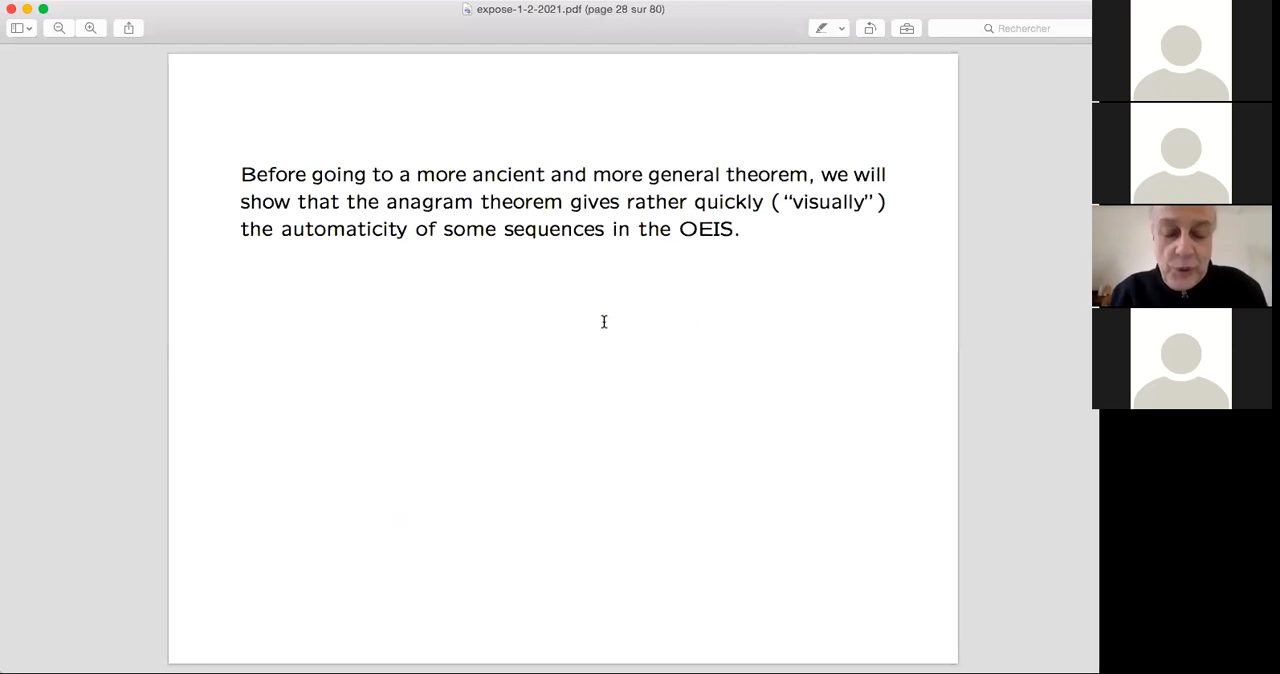 expose-1-2-2021.pdf (page 28 sur 80)
Rechercher
Before going to a more ancient and more general theorem, we will
show that the anagram theorem gives rather quickly (“visually”)
the automaticity of some sequences in the OEIS.